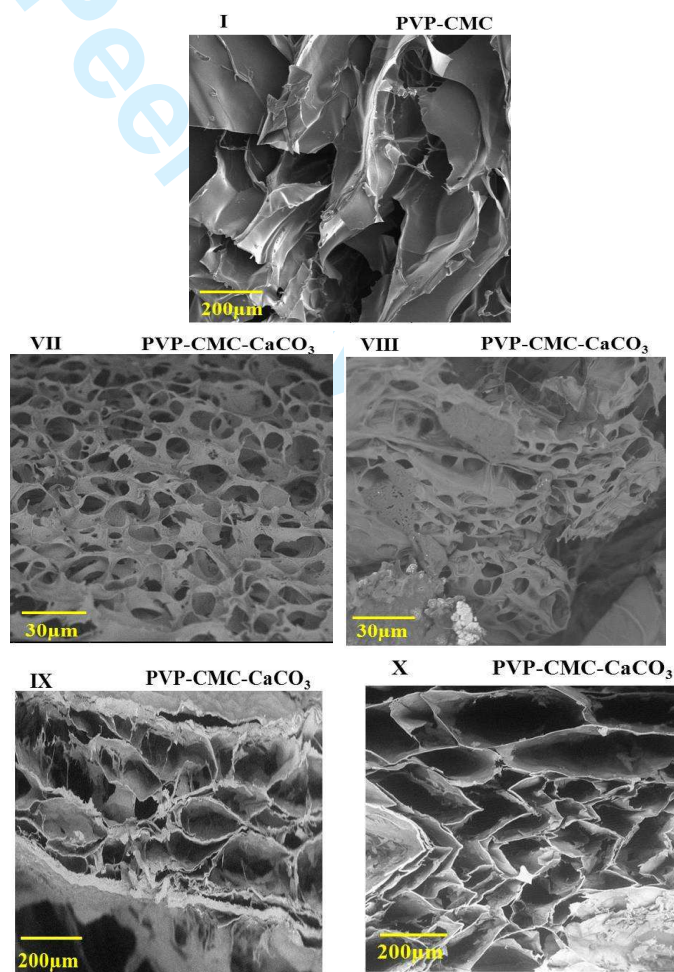 Peer
I PVP-CMC
200µm
VII PVP-CMC-CaCO₃ VIII PVP-CMC-CaCO₃
30µm 30µm
IX PVP-CMC-CaCO₃ X PVP-CMC-CaCO₃
200µm 200µm